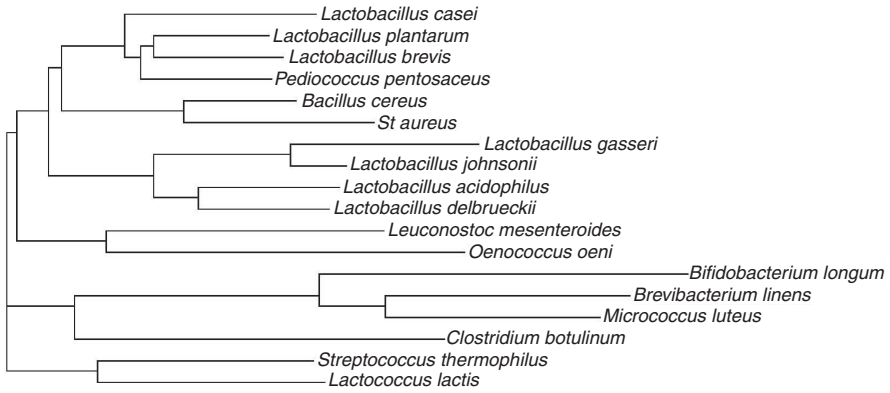 Lactobacillus casei
Lactobacillus plantarum
Lactobacillus brevis
Pediococcus pentosaceus
Bacillus cereus
St aureus
Lactobacillus gasseri
Lactobacillus johnsonii
Lactobacillus acidophilus
Lactobacillus delbrueckii
Leuconostoc mesenteroides
Oenococcus oeni
Bifidobacterium longum
Brevibacterium linens
Micrococcus luteus
Clostridium botulinum
Streptococcus thermophilus
Lactococcus lactis